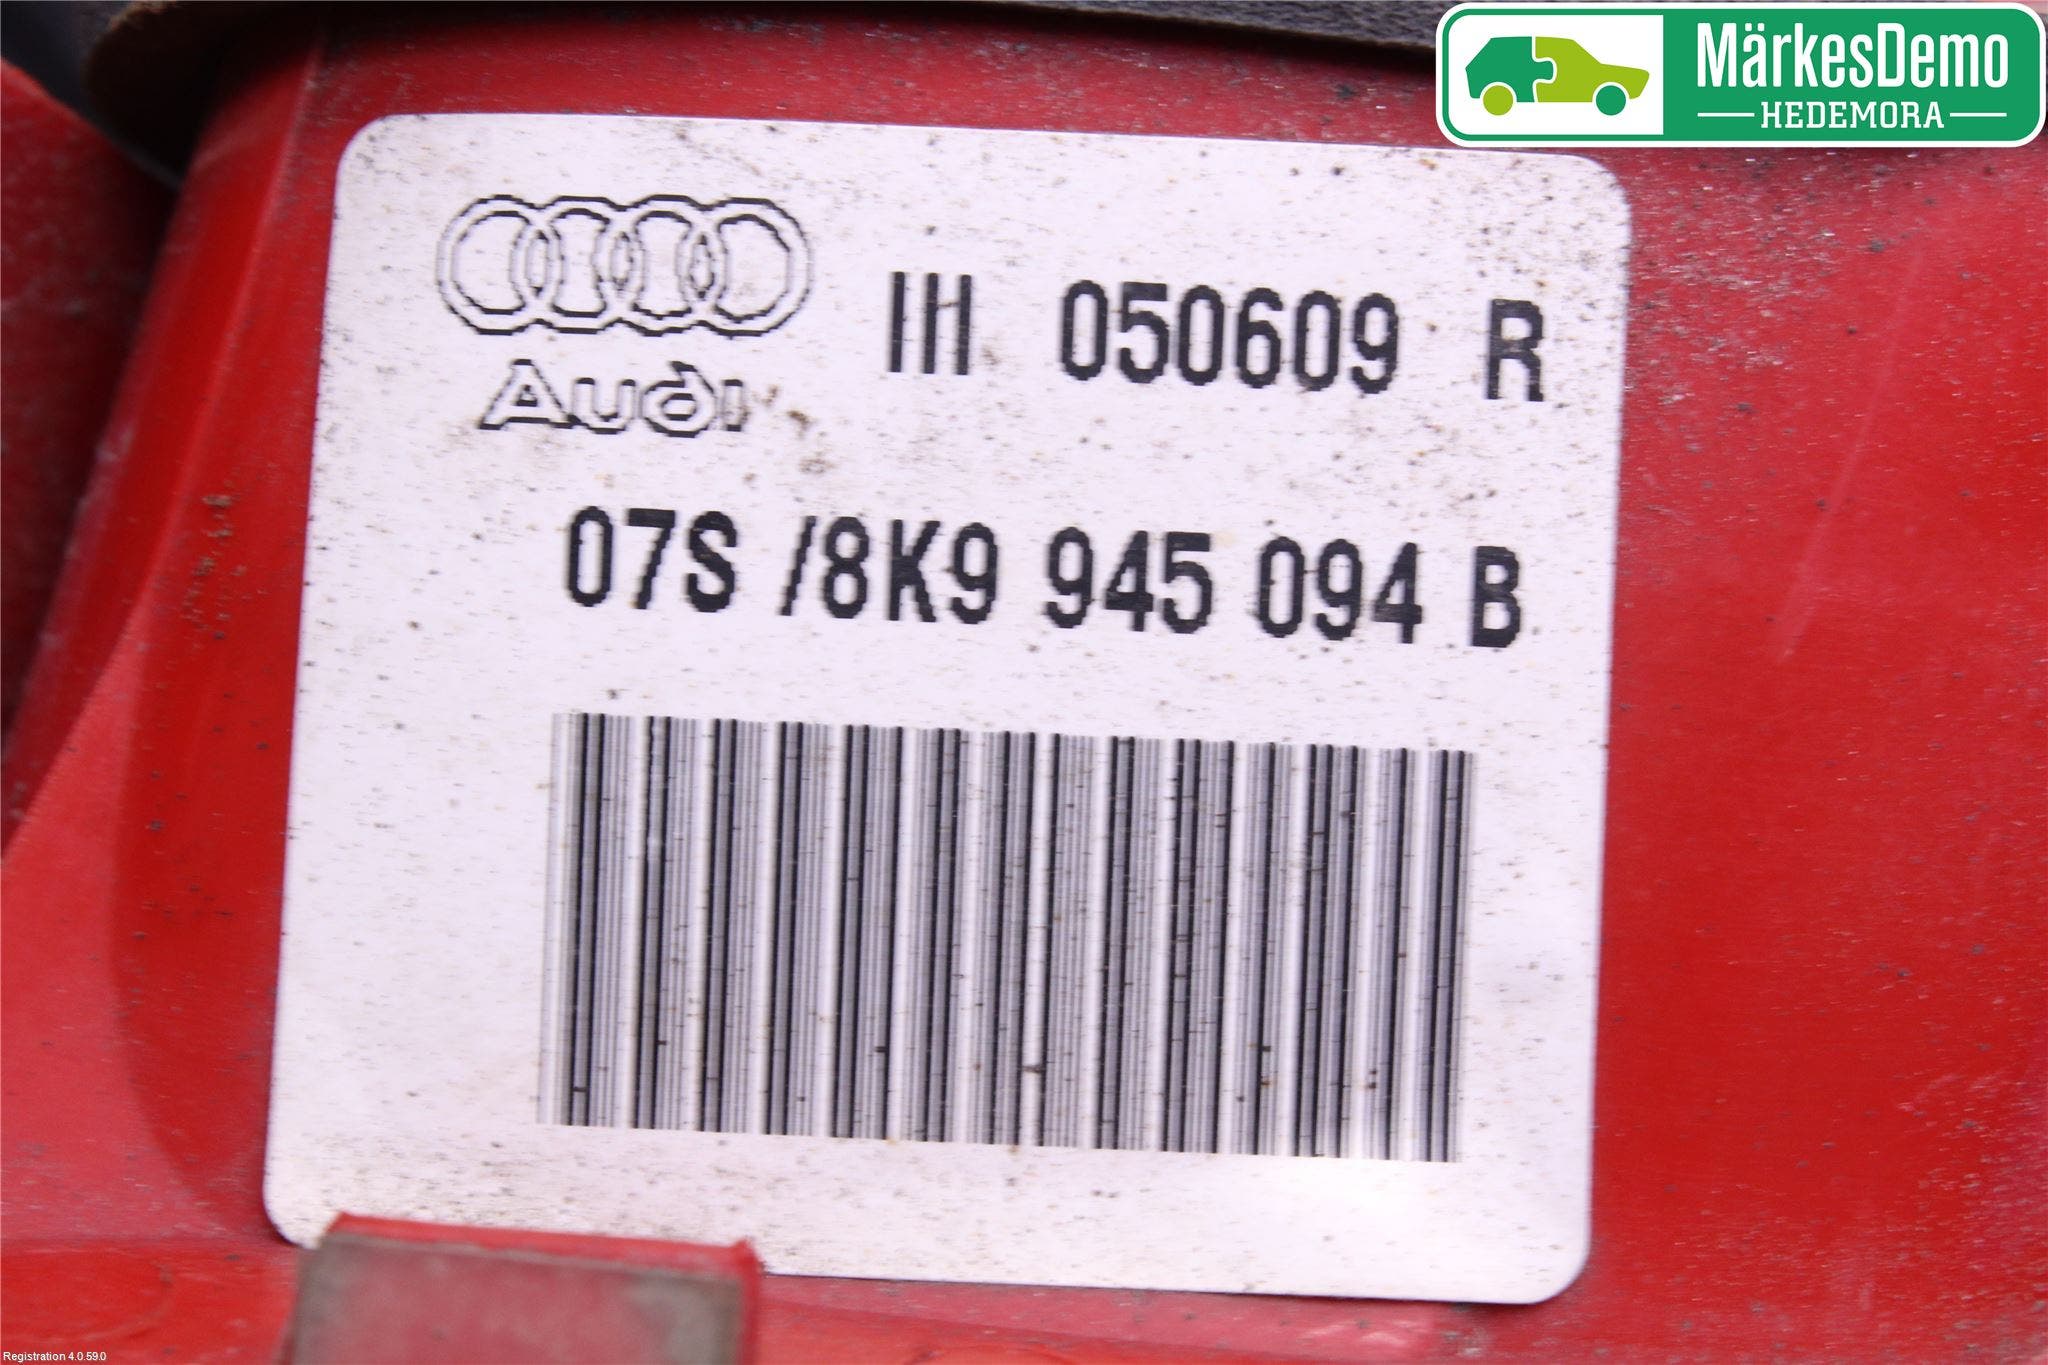 MärkesDemo
HEDEMORA
Audi
IH 050609 R
07S /8K9 945 094 B
Registration 4.0.59.0